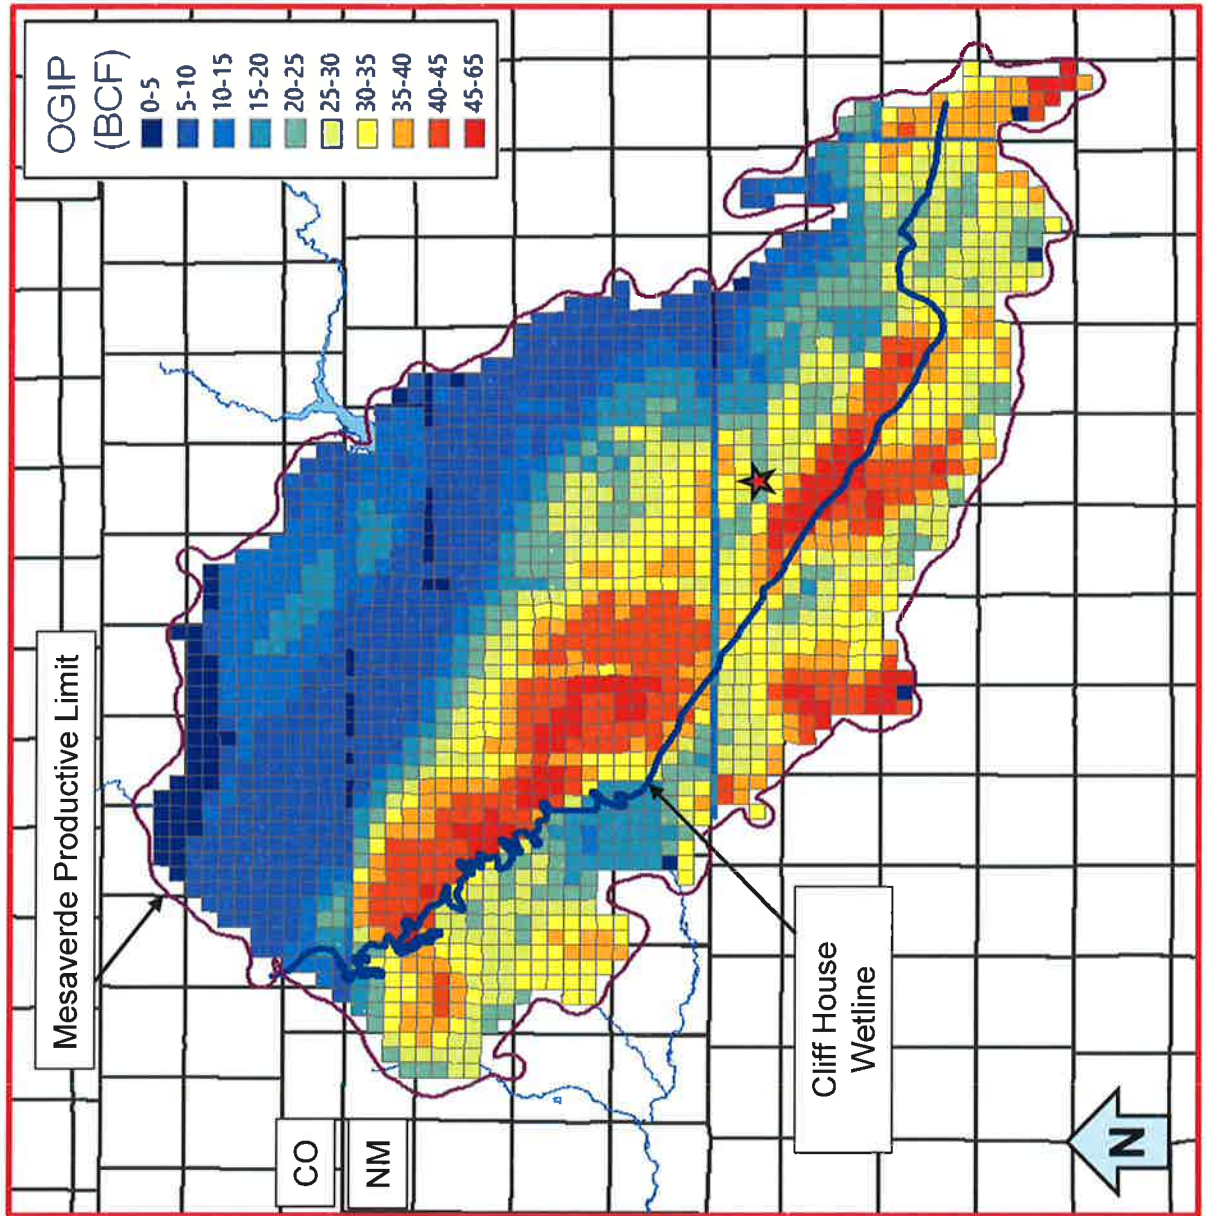 OGIP
(BCF)
0-5
5-10
10-15
15-20
20-25
25-30
30-35
35-40
40-45
45-65
Mesaverde Productive Limit
CO
NM
Cliff House
Wetline
N